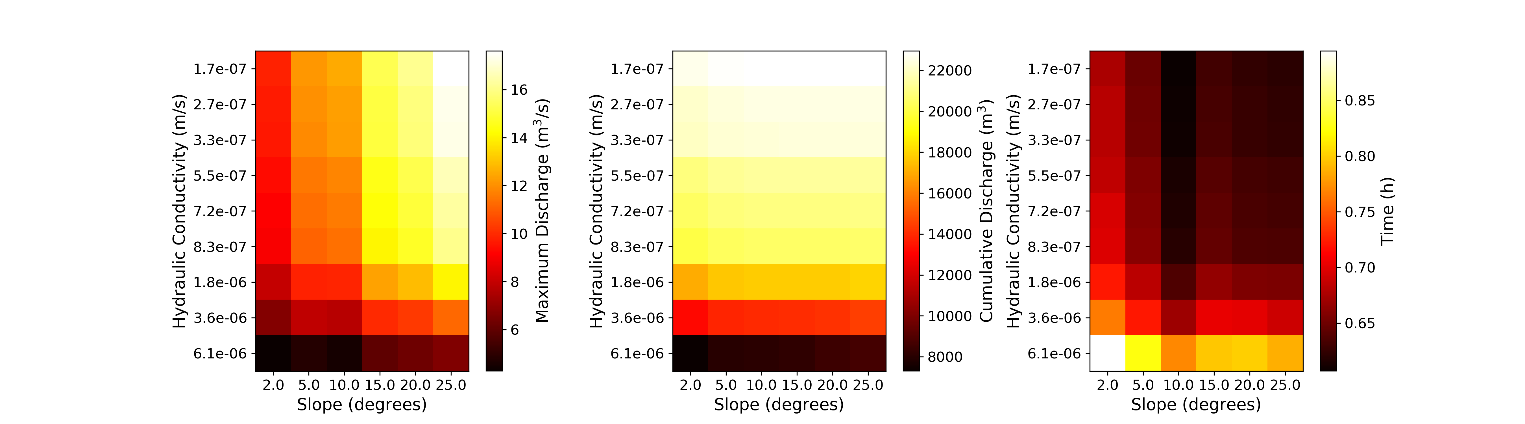 1.7e-07
2.7e-07
3.3e-07
5.5e-07
7.2e-07
8.3e-07
1.8e-06
3.6e-06
6.1e-06
Hydraulic Conductivity (m/s)
2.0 5.0 10.0 15.0 20.0 25.0
Slope (degrees)
16
14
12
10
8
6
Maximum Discharge (m³/s)
1.7e-07
2.7e-07
3.3e-07
5.5e-07
7.2e-07
8.3e-07
1.8e-06
3.6e-06
6.1e-06
Hydraulic Conductivity (m/s)
2.0 5.0 10.0 15.0 20.0 25.0
Slope (degrees)
22000
20000
18000
16000
14000
12000
10000
8000
Cumulative Discharge (m³)
1.7e-07
2.7e-07
3.3e-07
5.5e-07
7.2e-07
8.3e-07
1.8e-06
3.6e-06
6.1e-06
Hydraulic Conductivity (m/s)
2.0 5.0 10.0 15.0 20.0 25.0
Slope (degrees)
0.85
0.80
0.75
0.70
0.65
Time (h)